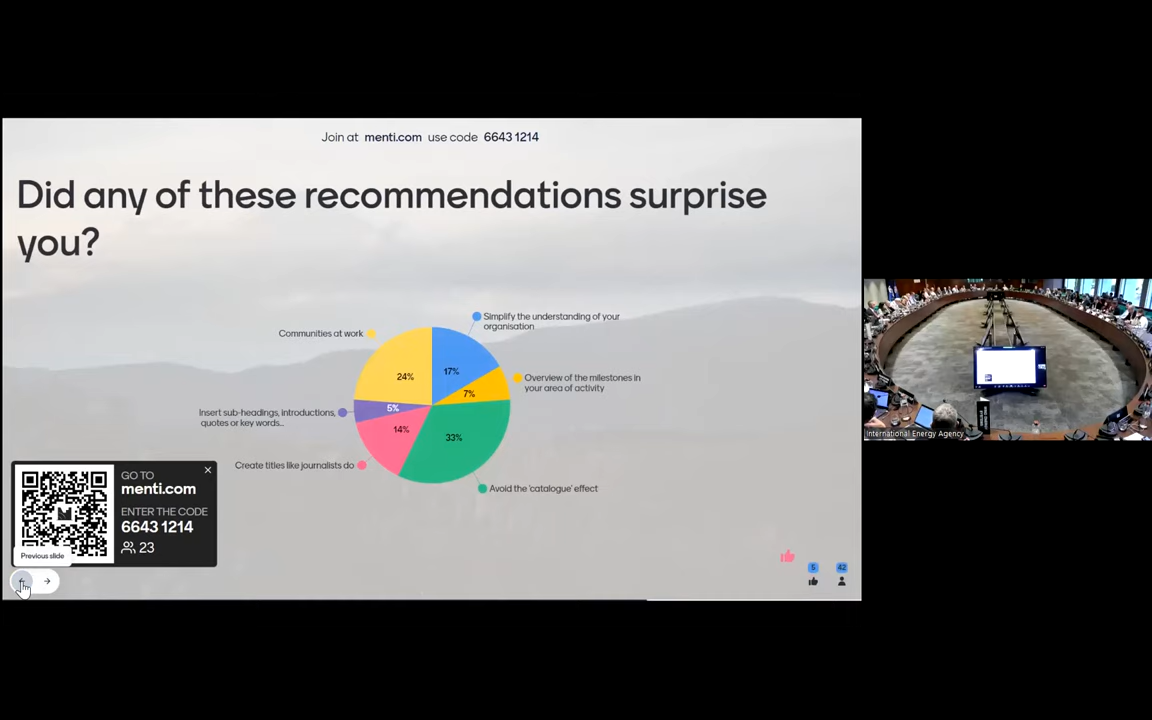 Join at menti.com use code 6643 1214
Did any of these recommendations surprise
you?
Simplify the understanding of your
organisation
Communities at work
24%
17%
Overview of the milestones in
your area of activity
7%
Insert sub-headings, introductions,
quotes or key words...
5%
14%
33%
Create titles like journalists do
Avoid the 'catalogue' effect
GO TO
menti.com
ENTER THE CODE
6643 1214
23
Previous slide
5
42
International Energy Agency